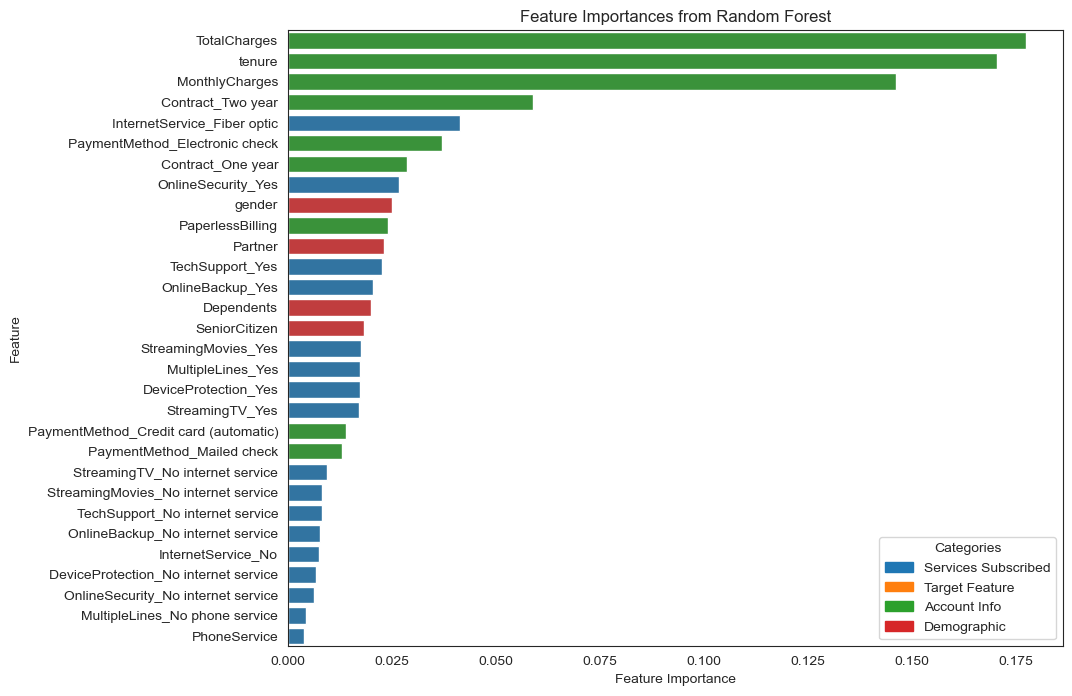 Feature Importances from Random Forest
TotalCharges
tenure
MonthlyCharges
Contract_Two year
InternetService_Fiber optic
PaymentMethod_Electronic check
Contract_One year
OnlineSecurity_Yes
gender
PaperlessBilling
Partner
TechSupport_Yes
OnlineBackup_Yes
Dependents
SeniorCitizen
StreamingMovies_Yes
MultipleLines_Yes
DeviceProtection_Yes
StreamingTV_Yes
PaymentMethod_Credit card (automatic)
PaymentMethod_Mailed check
StreamingTV_No internet service
StreamingMovies_No internet service
TechSupport_No internet service
OnlineBackup_No internet service
InternetService_No
DeviceProtection_No internet service
OnlineSecurity_No internet service
MultipleLines_No phone service
PhoneService
Feature
0.000 0.025 0.050 0.075 0.100 0.125 0.150 0.175
Feature Importance
Categories
Services Subscribed
Target Feature
Account Info
Demographic